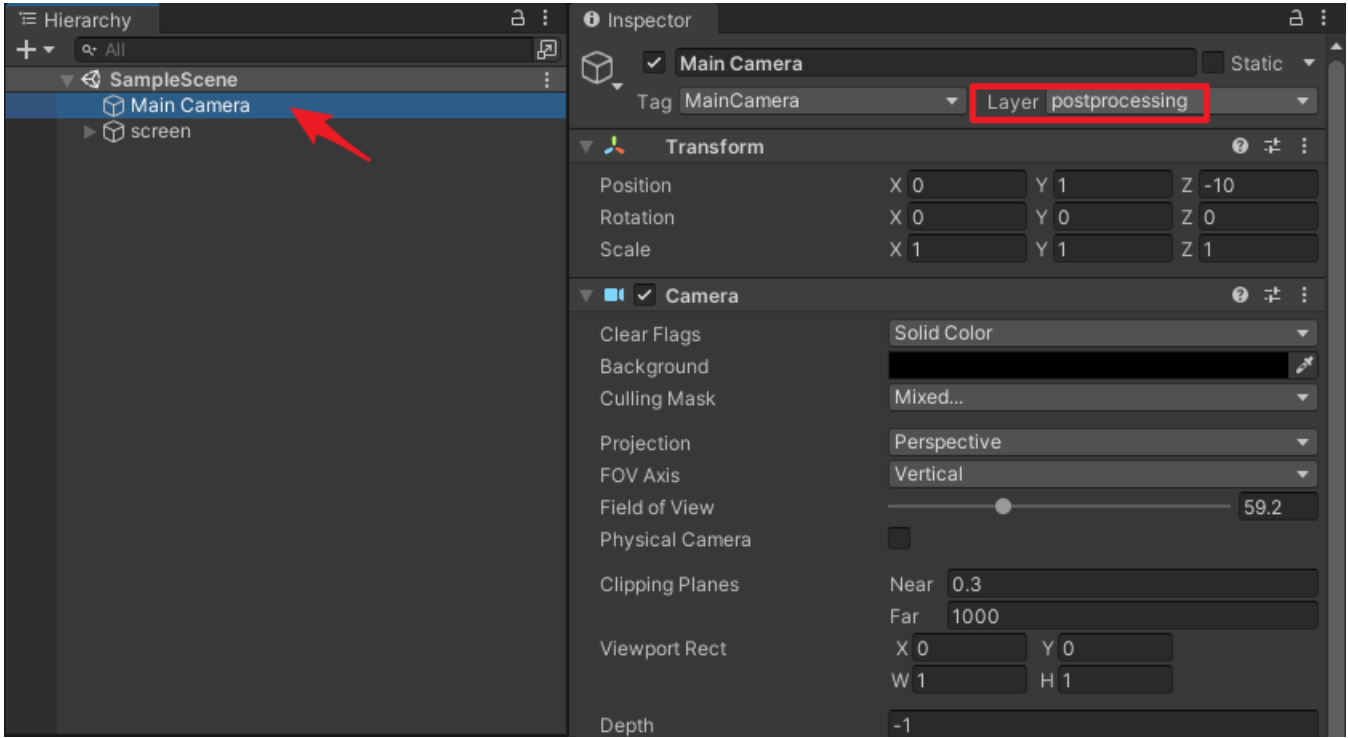 Hierarchy
All
SampleScene
Main Camera
screen
Inspector
Main Camera Static
Tag MainCamera Layer postprocessing
Transform
Position X 0 Y 1 Z -10
Rotation X 0 Y 0 Z 0
Scale X 1 Y 1 Z 1
Camera
Clear Flags Solid Color
Background
Culling Mask Mixed...
Projection Perspective
FOV Axis Vertical
Field of View 59.2
Physical Camera
Clipping Planes Near 0.3
Far 1000
Viewport Rect X 0 Y 0
W 1 H 1
Depth -1